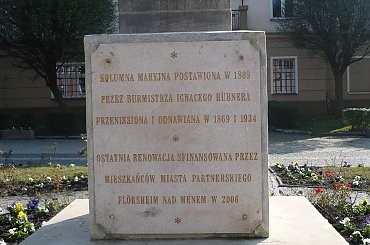 *
KOLUMNA MARYJNA POSTAWIONA W 1809
PRZEZ BURMISTRZA IGNACEGO HÜBNERA
PRZENIESIONA I ODNAWIANA W 1869 I 1934
*
OSTATNIA RENOWACJA SFINANSOWANA PRZEZ
MIESZKAŃCÓW MIASTA PARTNERSKIEGO
FLÖRSHEIM NAD MENEM W 2006
*